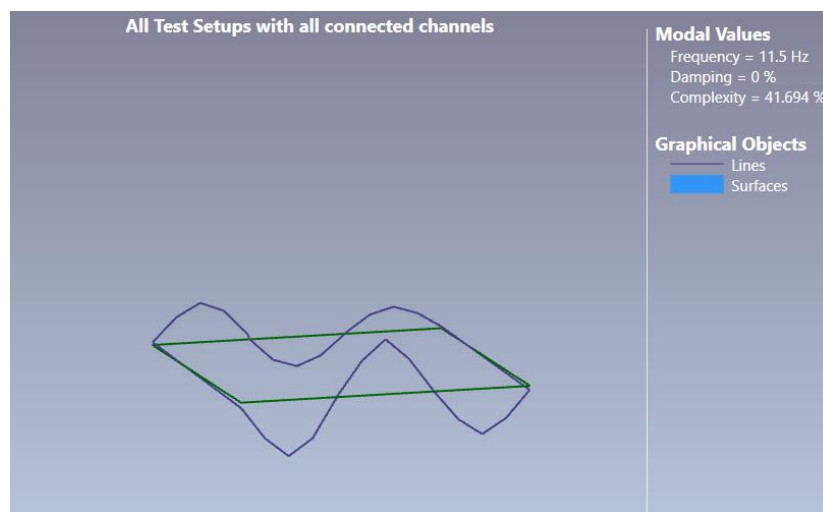 All Test Setups with all connected channels
Modal Values
Frequency = 11.5 Hz
Damping = 0 %
Complexity = 41.694 %
Graphical Objects
Lines
Surfaces